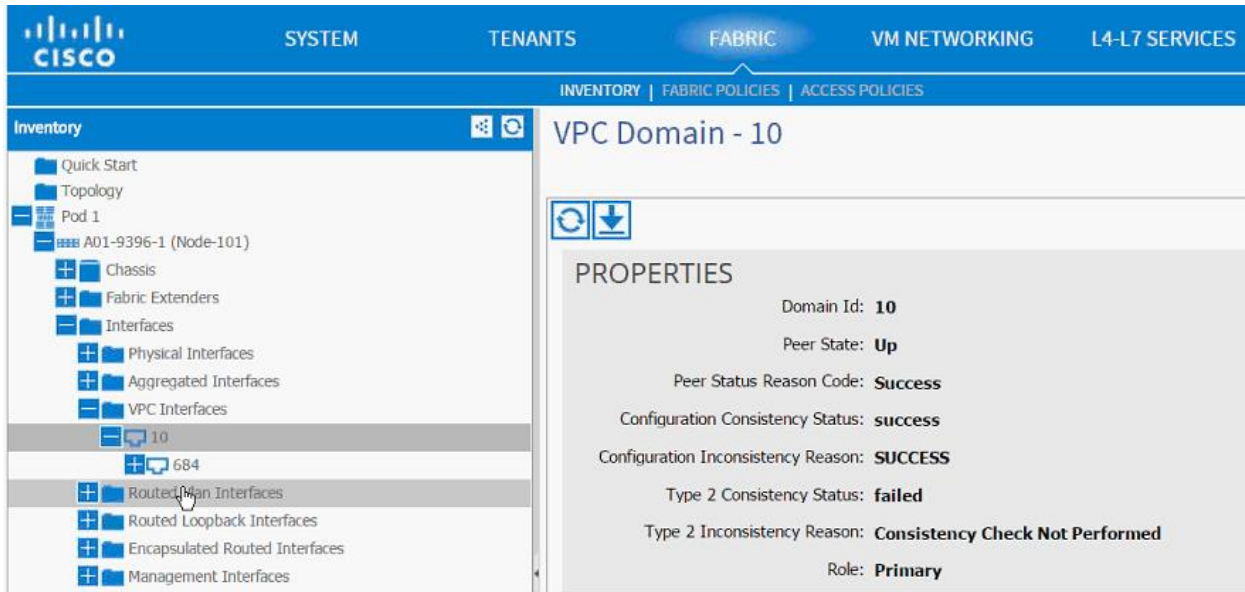 CISCO SYSTEM TENANTS FABRIC VM NETWORKING L4-L7 SERVICES
INVENTORY | FABRIC POLICIES | ACCESS POLICIES
Inventory
Quick Start
Topology
Pod 1
A01-9396-1 (Node-101)
Chassis
Fabric Extenders
Interfaces
Physical Interfaces
Aggregated Interfaces
VPC Interfaces
10
684
Routed Vlan Interfaces
Routed Loopback Interfaces
Encapsulated Routed Interfaces
Management Interfaces
VPC Domain - 10
PROPERTIES
Domain Id: 10
Peer State: Up
Peer Status Reason Code: Success
Configuration Consistency Status: success
Configuration Inconsistency Reason: SUCCESS
Type 2 Consistency Status: failed
Type 2 Inconsistency Reason: Consistency Check Not Performed
Role: Primary